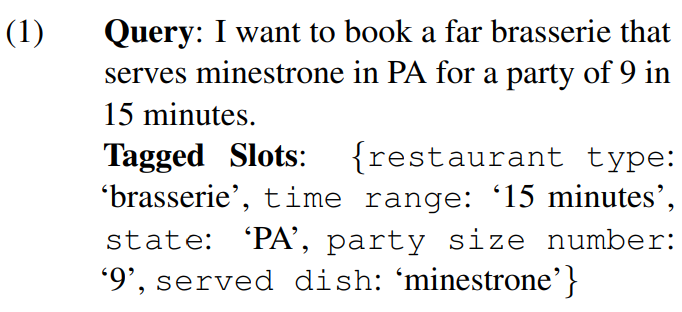 (1) Query: I want to book a far brasserie that
serves minestrone in PA for a party of 9 in
15 minutes.
Tagged Slots: {restaurant type:
‘brasserie’, time range: ‘15 minutes’,
state: ‘PA’, party size number:
‘9’, served dish: ‘minestrone’}